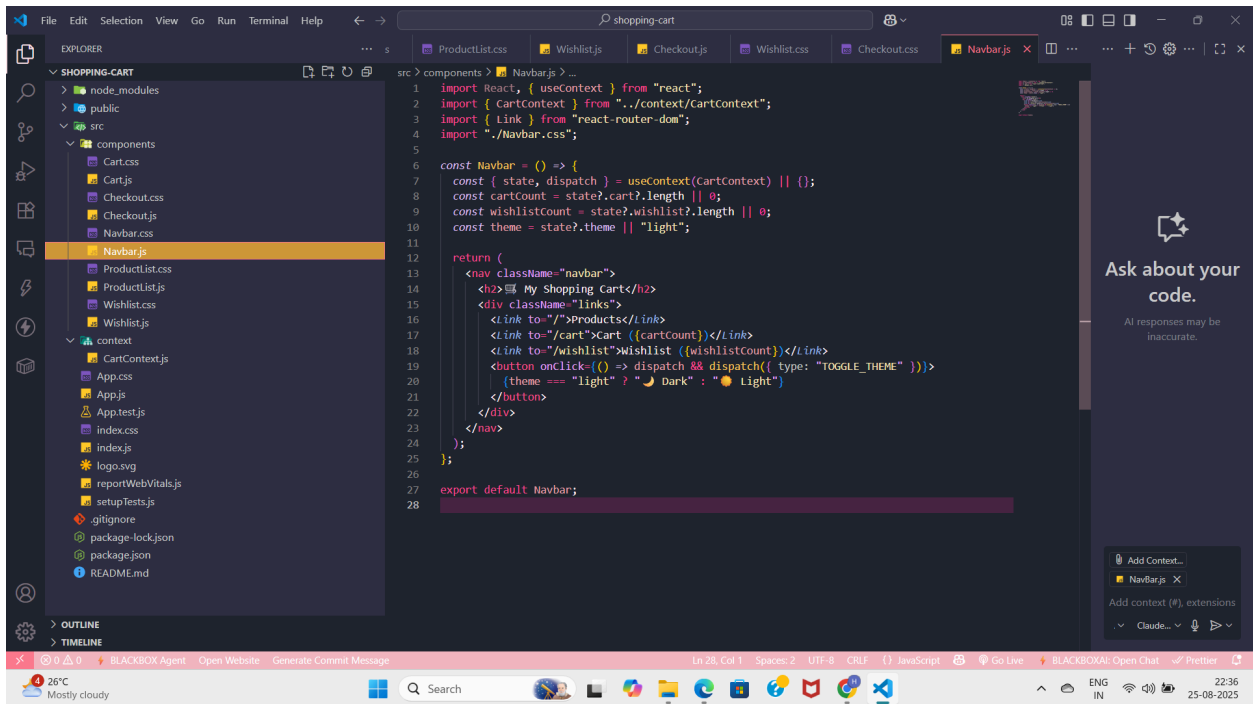 File Edit Selection View Go Run Terminal Help
shopping-cart
EXPLORER
s ProductList.css Wishlist.js Checkout.js Wishlist.css Checkout.css Navbar.js
SHOPPING-CART
node_modules
public
src
components
Cart.css
Cart.js
Checkout.css
Checkout.js
Navbar.css
Navbar.js
ProductList.css
ProductList.js
Wishlist.css
Wishlist.js
context
CartContext.js
App.css
App.js
App.test.js
index.css
index.js
logo.svg
reportWebVitals.js
setupTests.js
.gitignore
package-lock.json
package.json
README.md
OUTLINE
TIMELINE
src > components > Navbar.js > ...
1 import React, { useContext } from "react";
2 import { CartContext } from "../context/CartContext";
3 import { Link } from "react-router-dom";
4 import "./Navbar.css";
5
6 const Navbar = () => {
7 const { state, dispatch } = useContext(CartContext) || {};
8 const cartCount = state?.cart?.length || 0;
9 const wishlistCount = state?.wishlist?.length || 0;
10 const theme = state?.theme || "light";
11
12 return (
13 <nav className="navbar">
14 <h2>🛒 My Shopping Cart</h2>
15 <div className="links">
16 <Link to="/">Products</Link>
17 <Link to="/cart">Cart ({cartCount})</Link>
18 <Link to="/wishlist">Wishlist ({wishlistCount})</Link>
19 <button onClick={() => dispatch && dispatch({ type: "TOGGLE_THEME" })}>
20 {theme === "light" ? "🌙 Dark" : "🌞 Light"}
21 </button>
22 </div>
23 </nav>
24 );
25 };
26
27 export default Navbar;
28
Ask about your
code.
AI responses may be
inaccurate.
Add Context...
NavBar.js
Add context (#), extensions
Claude...
0 0 BLACKBOX Agent Open Website Generate Commit Message
Ln 28, Col 1 Spaces: 2 UTF-8 CRLF {} JavaScript Go Live BLACKBOXAI: Open Chat Prettier
4
26°C
Mostly cloudy
Search
H
ENG
IN
22:36
25-08-2025